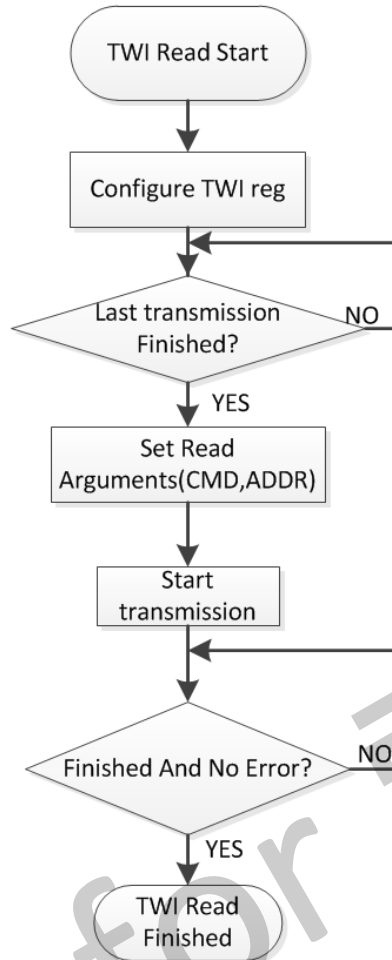 TWI Read Start
Configure TWI reg
Last transmission
Finished?
NO
YES
Set Read
Arguments(CMD,ADDR)
Start
transmission
Finished And No Error?
NO
YES
TWI Read
Finished
for